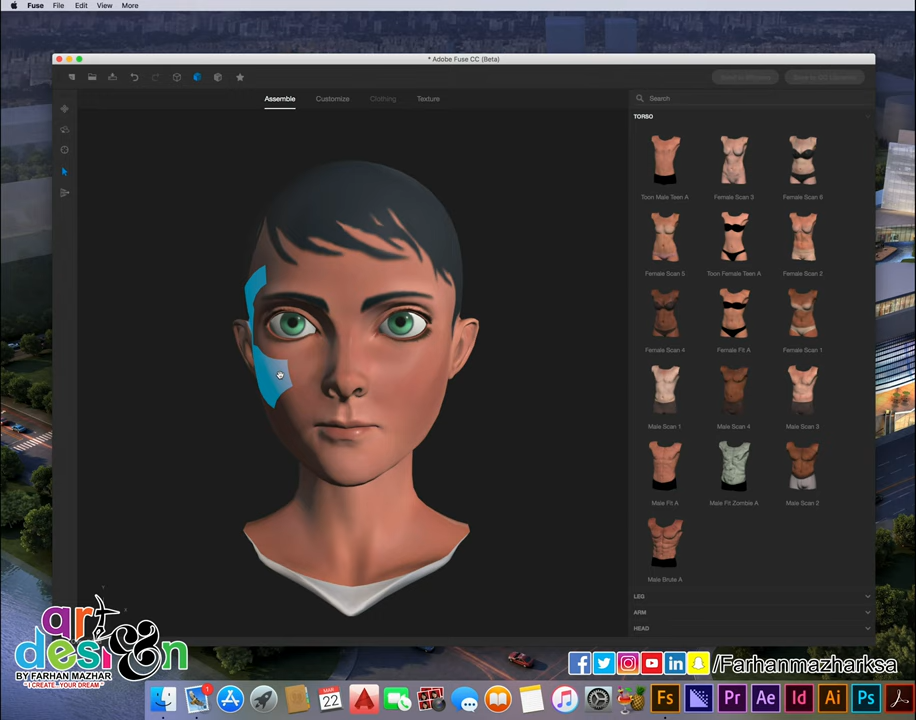 Fuse File Edit View More
* Adobe Fuse CC (Beta)
Assemble Customize Clothing Texture
Search
TORSO
Toon Male Teen A Female Scan 3 Female Scan 6
Female Scan 5 Toon Female Teen A Female Scan 2
Female Scan 4 Female Fit A Female Scan 1
Male Scan 1 Male Scan 4 Male Scan 3
Male Fit A Male Fit Zombie A Male Scan 2
Male Brute A
LEG
ARM
HEAD
art
design
BY FARHAN MAZHAR
"I CREATE, YOUR DREAM"
/Farhanmazharksa
1
MAR
22
Fs Pr Ae Id Ai Ps